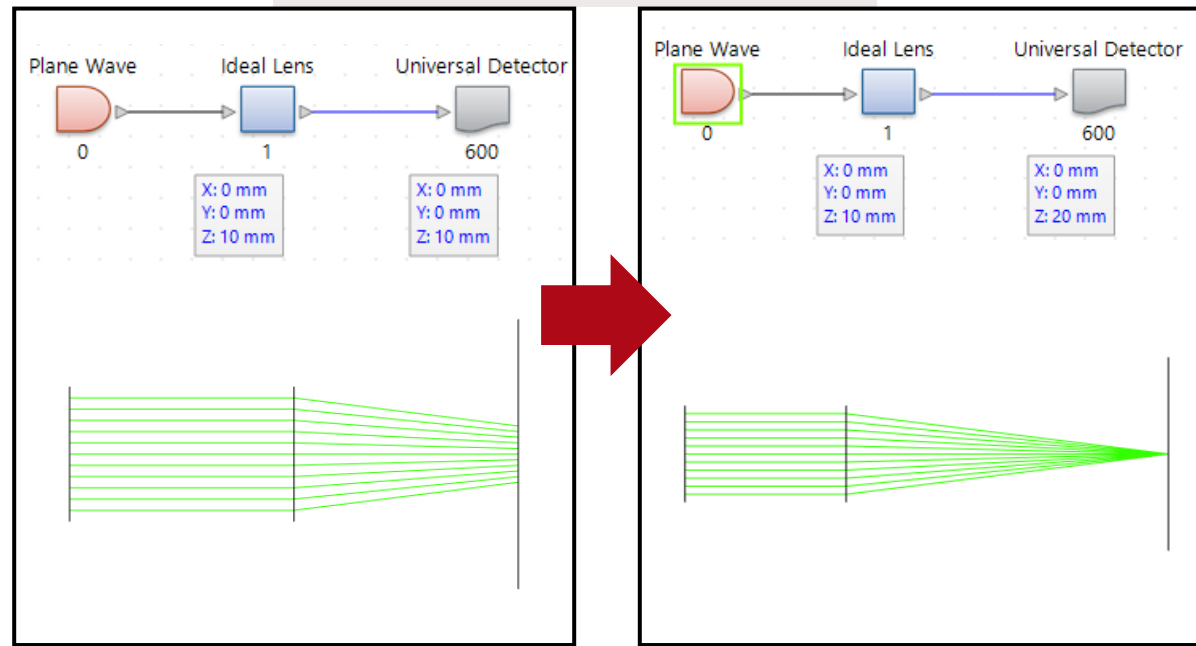 Plane Wave
Ideal Lens
Universal Detector
0
1
600
X: 0 mm
Y: 0 mm
Z: 10 mm
X: 0 mm
Y: 0 mm
Z: 10 mm
Plane Wave
Ideal Lens
Universal Detector
0
1
600
X: 0 mm
Y: 0 mm
Z: 10 mm
X: 0 mm
Y: 0 mm
Z: 20 mm